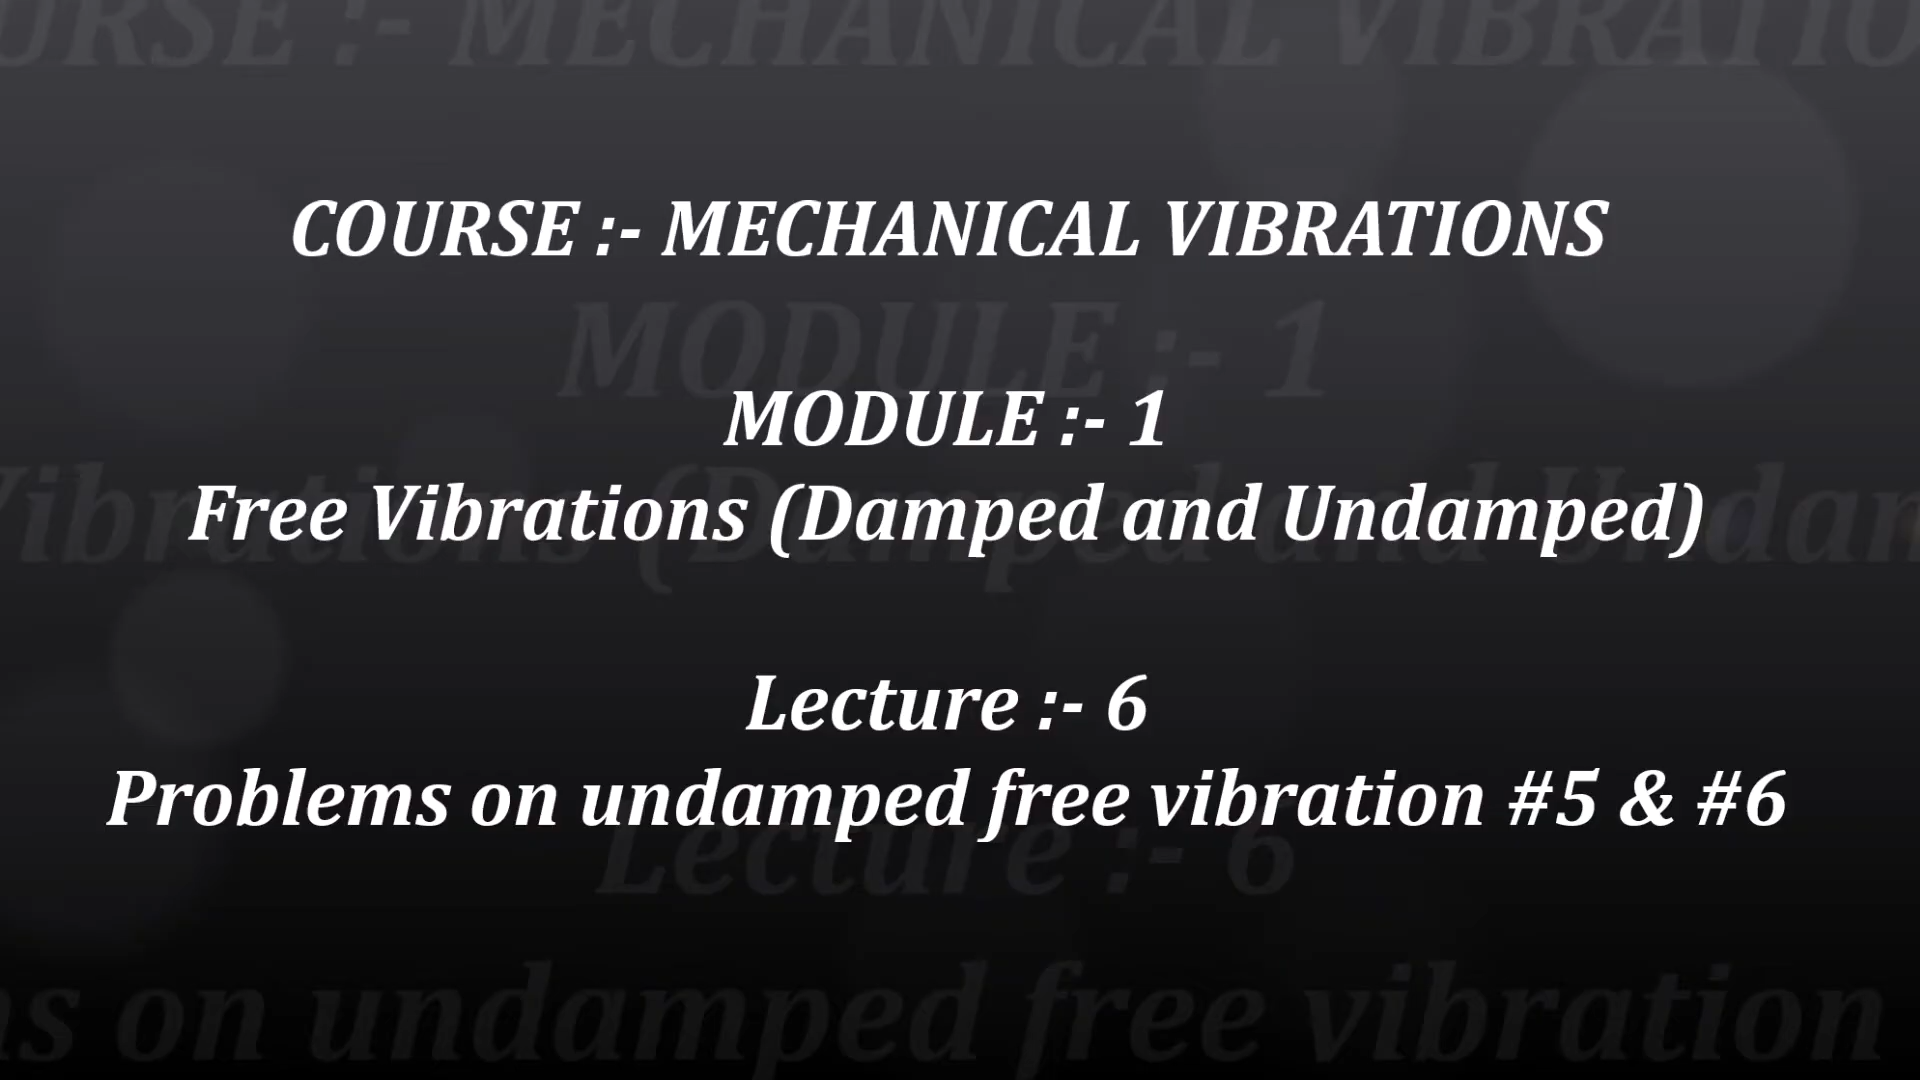 COURSE :- MECHANICAL VIBRATIONS
MODULE :- 1
Free Vibrations (Damped and Undamped)
Lecture :- 6
Problems on undamped free vibration #5 & #6